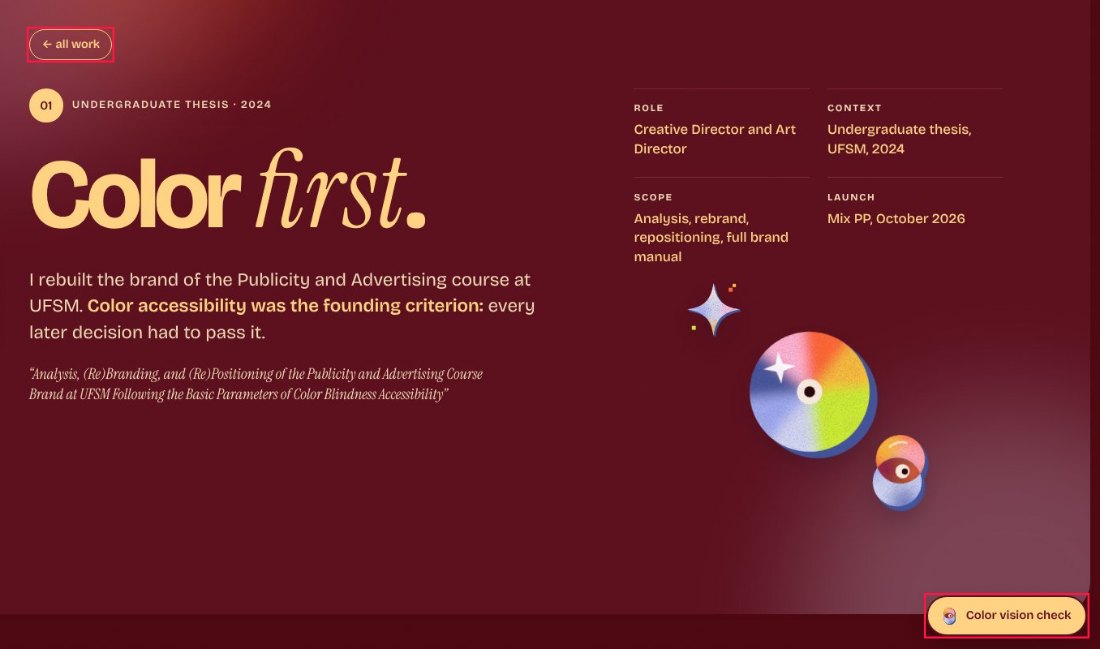 ← all work
01
UNDERGRADUATE THESIS · 2024
Color first.
I rebuilt the brand of the Publicity and Advertising course at
UFSM. Color accessibility was the founding criterion: every
later decision had to pass it.
“Analysis, (Re)Branding, and (Re)Positioning of the Publicity and Advertising Course
Brand at UFSM Following the Basic Parameters of Color Blindness Accessibility”
ROLE
Creative Director and Art
Director
CONTEXT
Undergraduate thesis,
UFSM, 2024
SCOPE
Analysis, rebrand,
repositioning, full brand
manual
LAUNCH
Mix PP, October 2026
Color vision check